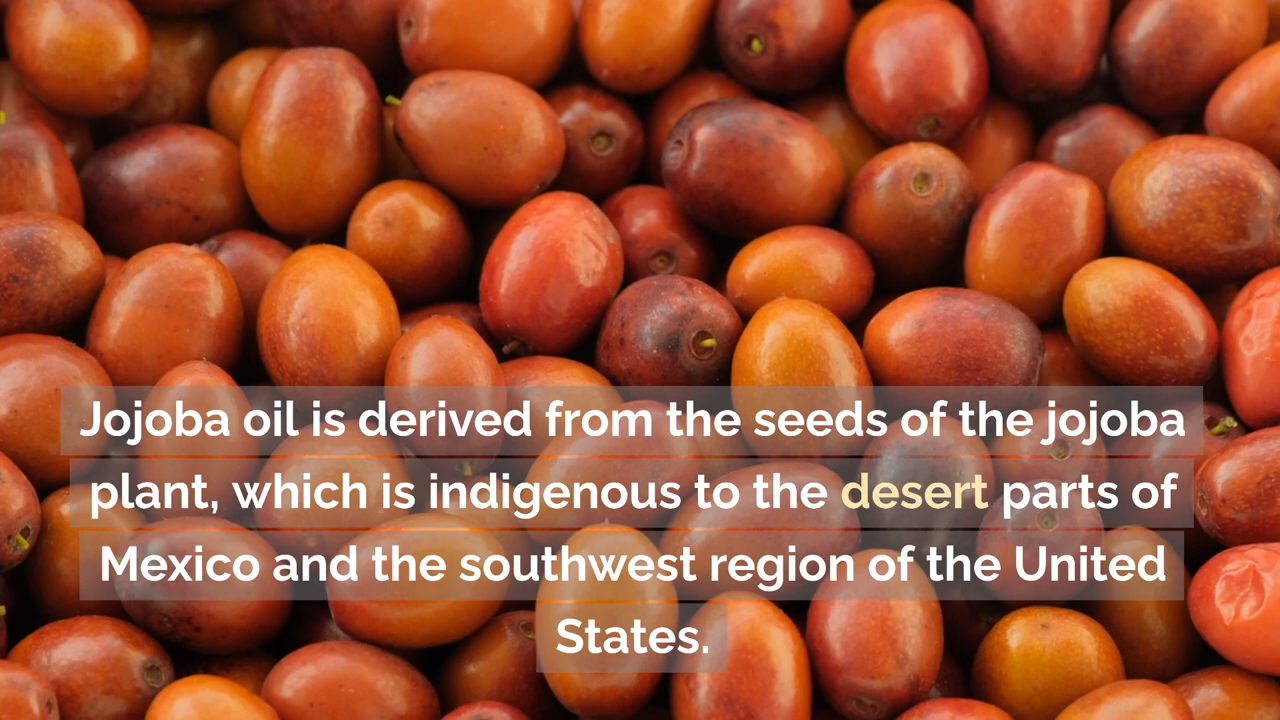 Jojoba oil is derived from the seeds of the jojoba
plant, which is indigenous to the desert parts of
Mexico and the southwest region of the United
States.